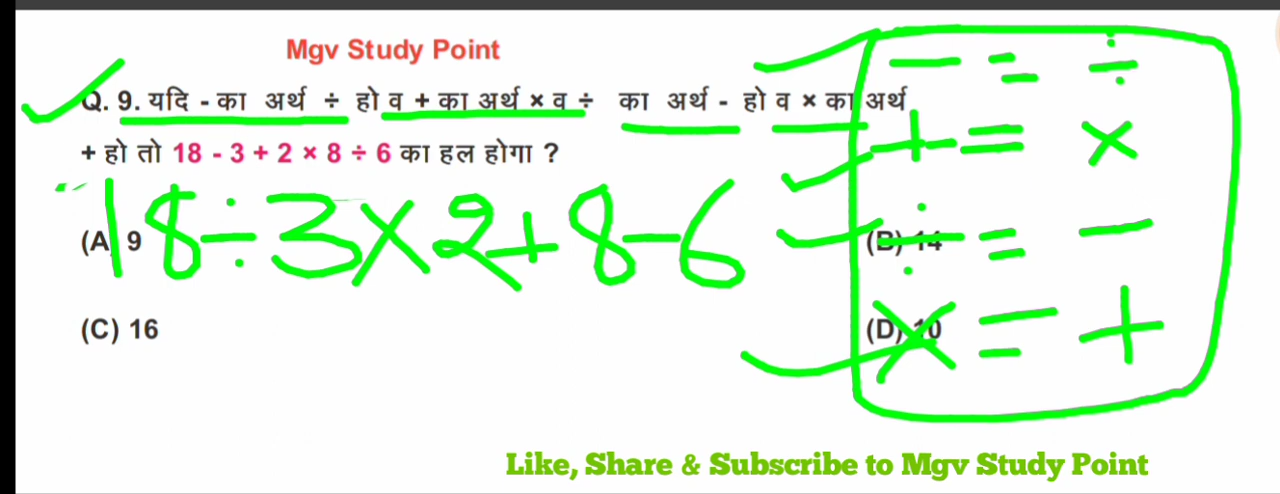 Mgv Study Point
Q. 9. यदि - का अर्थ ÷ हो व + का अर्थ × व ÷ का अर्थ - हो व × का अर्थ
+ हो तो 18 - 3 + 2 × 8 ÷ 6 का हल होगा ?
- = ÷
+ = ×
18 ÷ 3 × 2 + 8 - 6
(A) 9
(B) 14
÷ = -
(C) 16
(D) 10
× = +
Like, Share & Subscribe to Mgv Study Point